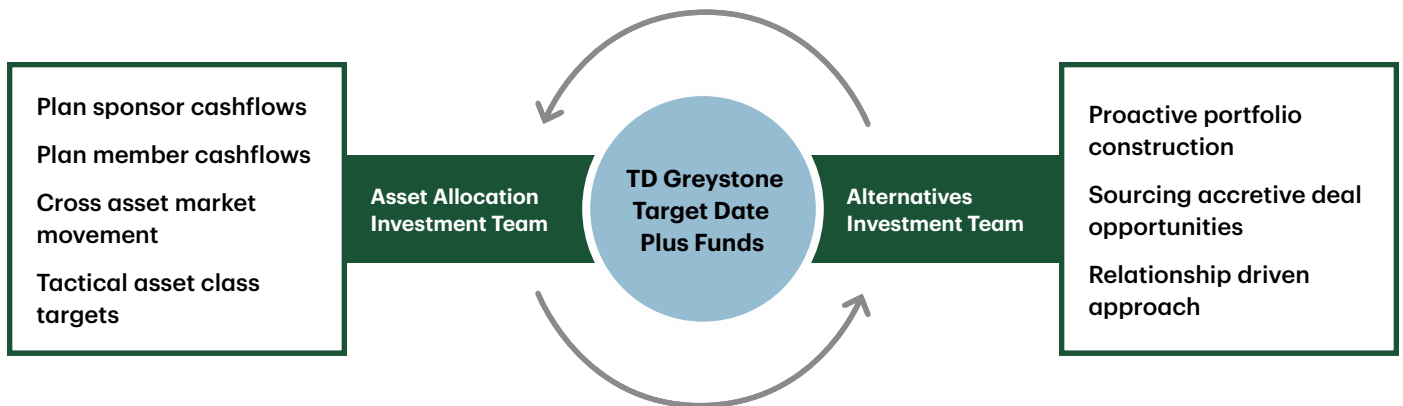 Plan sponsor cashflows
Plan member cashflows
Cross asset market
movement
Tactical asset class
targets
Asset Allocation
Investment Team
TD Greystone
Target Date
Plus Funds
Alternatives
Investment Team
Proactive portfolio
construction
Sourcing accretive deal
opportunities
Relationship driven
approach